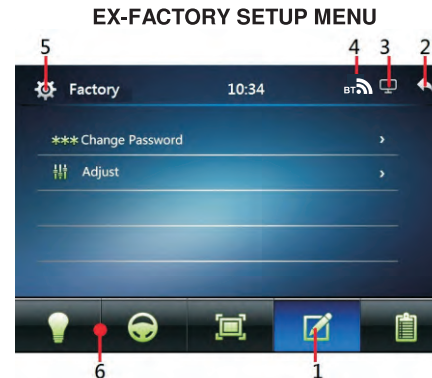 EX-FACTORY SETUP MENU
5 4 3 2
Factory 10:34 BT
*** Change Password ›
Adjust ›
6 1